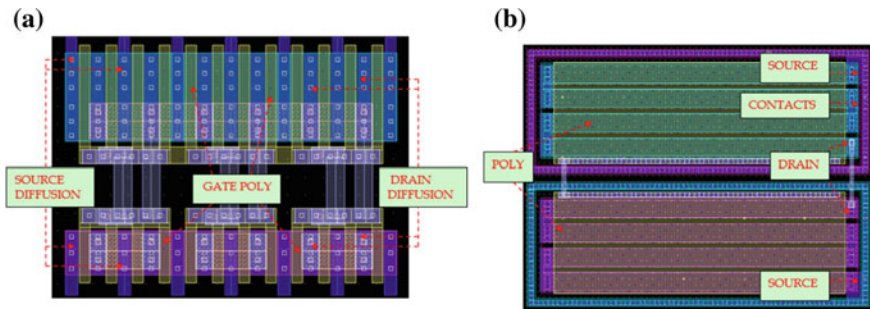 (a)
SOURCE
DIFFUSION
GATE POLY
DRAIN
DIFFUSION
(b)
SOURCE
CONTACTS
POLY
DRAIN
SOURCE